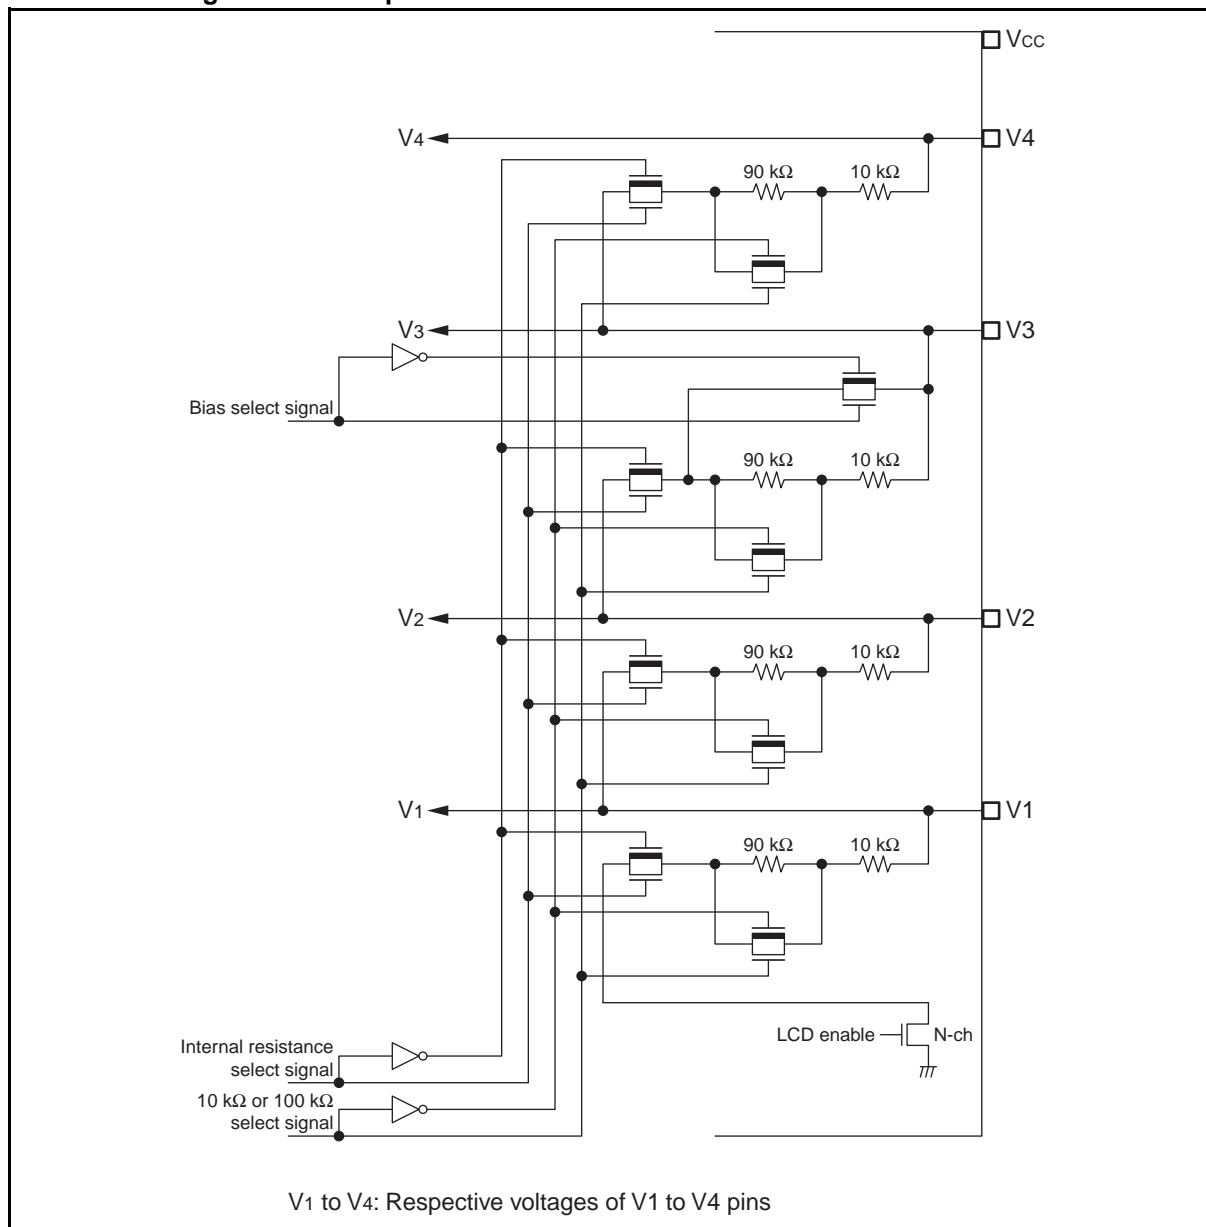 VCC
V4 V4
90 kΩ 10 kΩ
V3 V3
Bias select signal
90 kΩ 10 kΩ
V2 V2
90 kΩ 10 kΩ
V1 V1
90 kΩ 10 kΩ
LCD enable N-ch
Internal resistance
select signal
10 kΩ or 100 kΩ
select signal
V1 to V4: Respective voltages of V1 to V4 pins